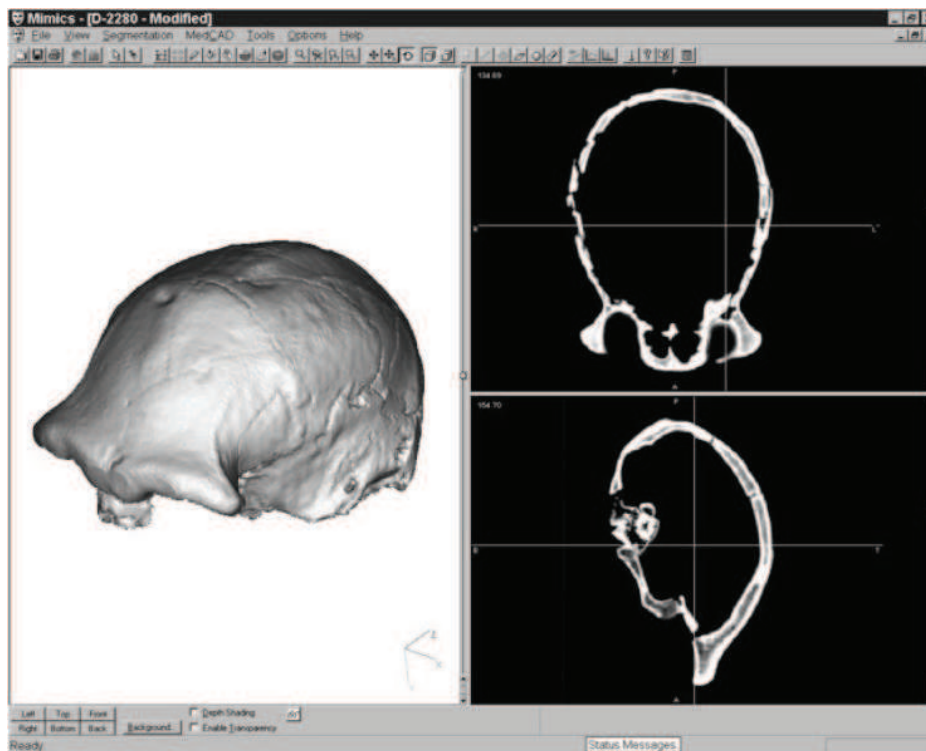 Mimics - [D-2280 - Modified]
File View Segmentation MedCAD Tools Options Help
134.69
P
L
A
154.70
P
T
A
Z
X
Left Top Front
Right Bottom Back
Background
Depth Shading
Enable Transparency
Ready
Status Messages